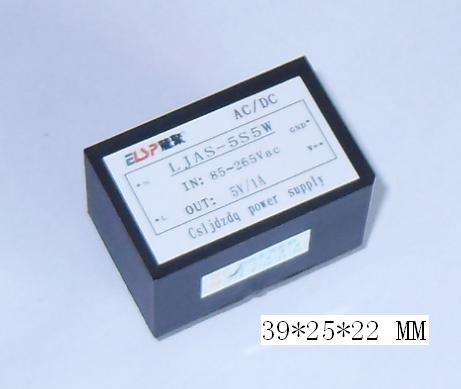 AC/DC
ELSP
LJAS-5S5W
GND-
N
IN: 85-265Vac
V+
L
OUT: 5V/1A
Csljdzdq power supply
39*25*22 MM